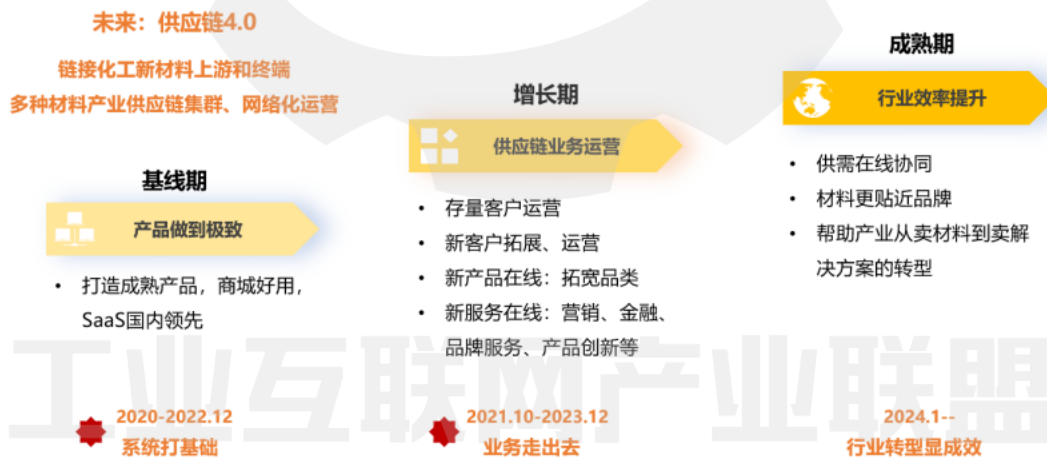 未来：供应链4.0
链接化工新材料上游和终端
多种材料产业供应链集群、网络化运营
基线期
产品做到极致
• 打造成熟产品，商城好用，
SaaS国内领先
2020-2022.12
系统打基础
增长期
供应链业务运营
• 存量客户运营
• 新客户拓展、运营
• 新产品在线：拓宽品类
• 新服务在线：营销、金融、
品牌服务、产品创新等
2021.10-2023.12
业务走出去
成熟期
行业效率提升
• 供需在线协同
• 材料更贴近品牌
• 帮助产业从卖材料到卖解
决方案的转型
2024.1--
行业转型显成效
工业互联网产业联盟